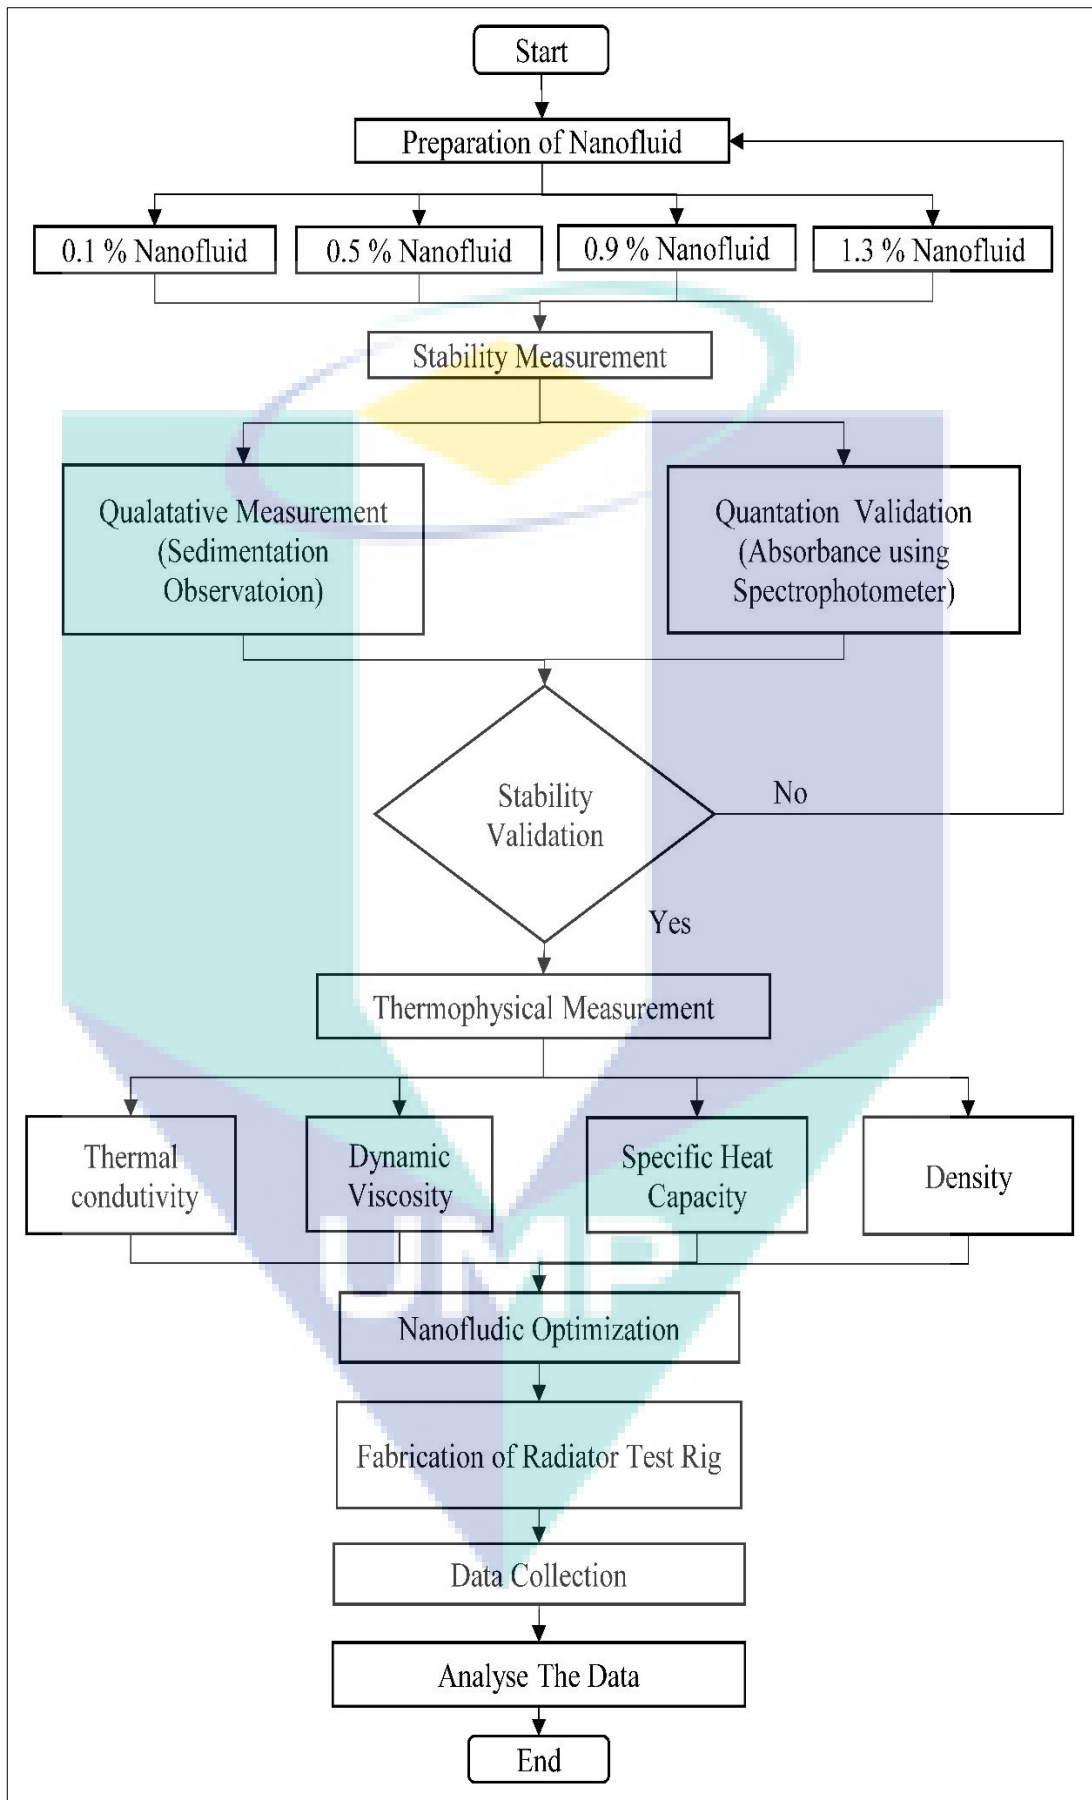 Start
Preparation of Nanofluid
0.1 % Nanofluid
0.5 % Nanofluid
0.9 % Nanofluid
1.3 % Nanofluid
Stability Measurement
Qualatative Measurement
(Sedimentation
Observatoion)
Quantation Validation
(Absorbance using
Spectrophotometer)
Stability
Validation
No
Yes
Thermophysical Measurement
Thermal
condutivity
Dynamic
Viscosity
Specific Heat
Capacity
Density
UMP
Nanofludic Optimization
Fabrication of Radiator Test Rig
Data Collection
Analyse The Data
End